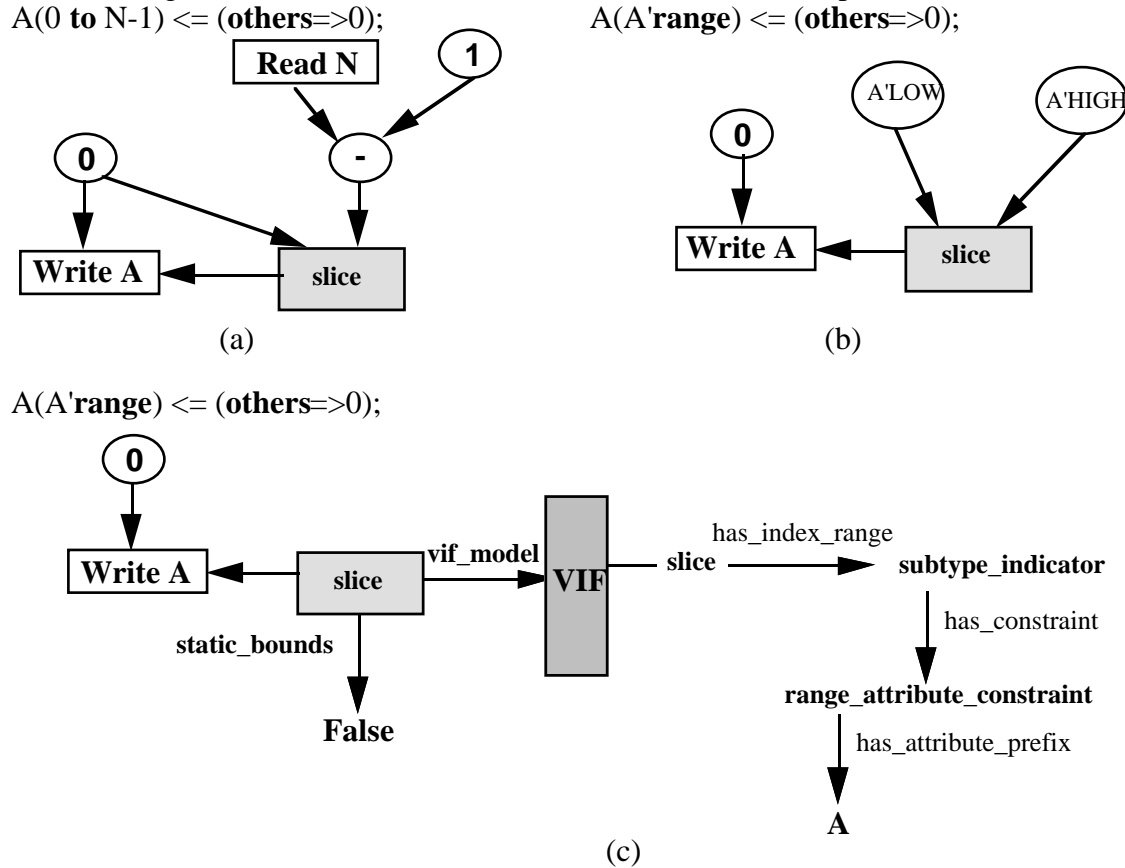 A(0 to N-1) <= (others=>0);
Read N
1
0
-
Write A
slice
(a)
A(A'range) <= (others=>0);
A'LOW
A'HIGH
0
Write A
slice
(b)
A(A'range) <= (others=>0);
0
Write A
slice
vif_model
VIF
slice
has_index_range
subtype_indicator
static_bounds
has_constraint
False
range_attribute_constraint
has_attribute_prefix
A
(c)